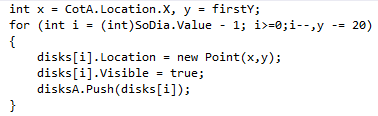 int x = CotA.Location.X, y = firstY;
for (int i = (int)SoDia.Value - 1; i>=0;i--,y -= 20)
{
    disks[i].Location = new Point(x,y);
    disks[i].Visible = true;
    disksA.Push(disks[i]);
}